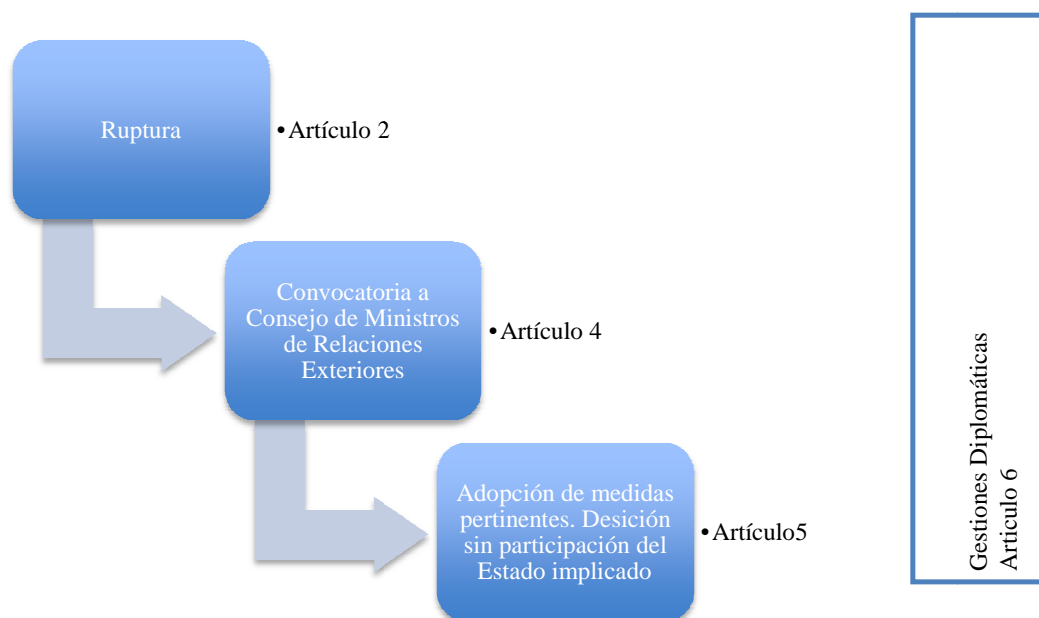 Ruptura
•Artículo 2
Convocatoria a
Consejo de Ministros
de Relaciones
Exteriores
•Artículo 4
Adopción de medidas
pertinentes. Desición
sin participación del
Estado implicado
•Artículo5
Gestiones Diplomáticas
Articulo 6